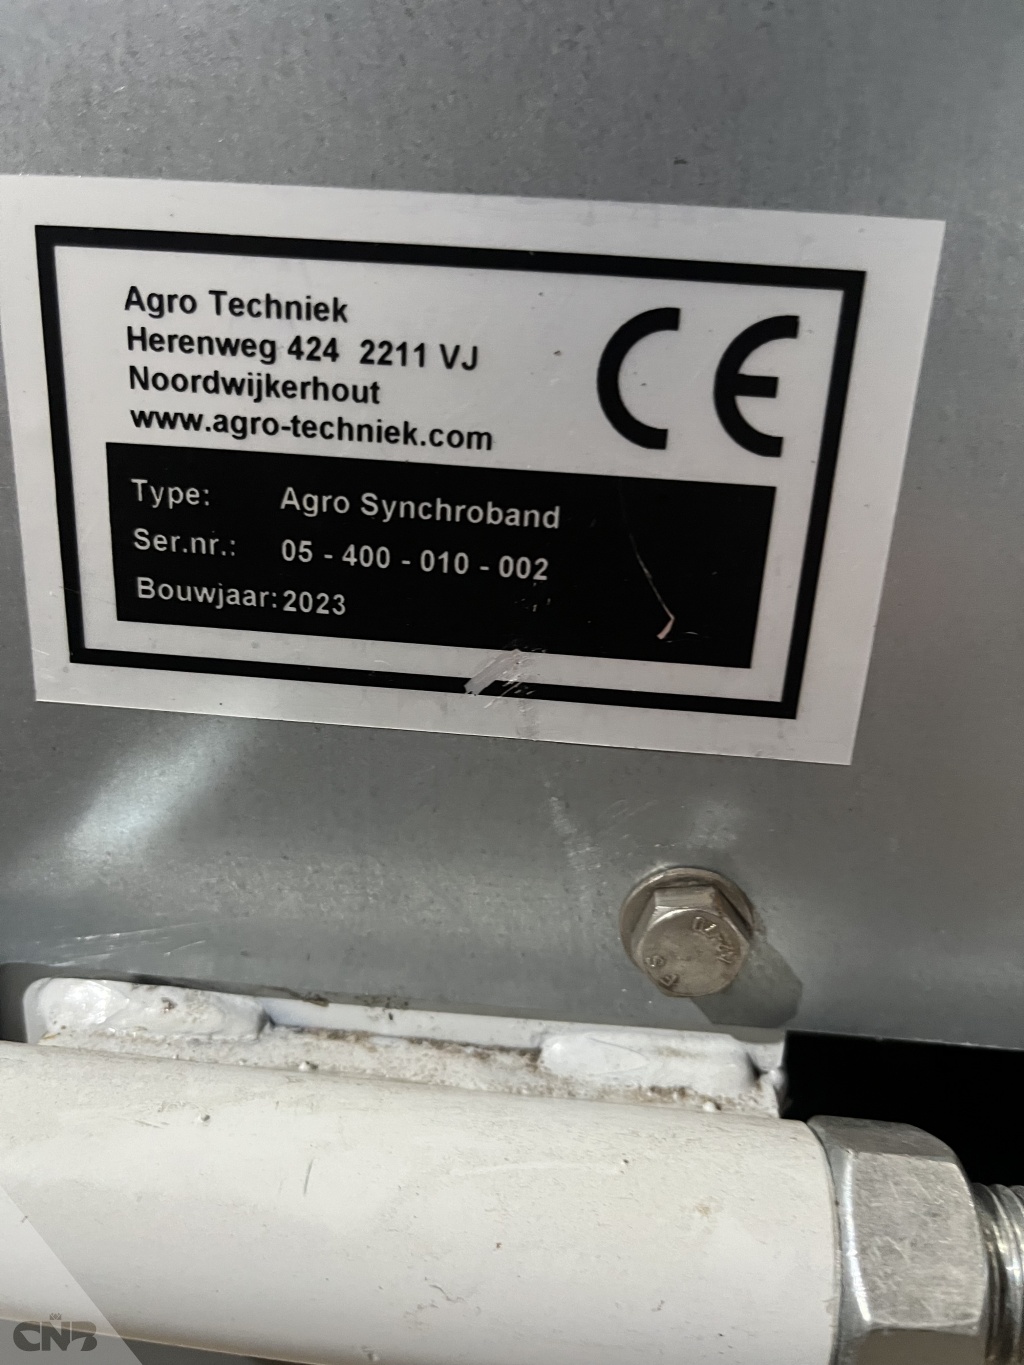 Agro Techniek
Herenweg 424 2211 VJ
Noordwijkerhout
www.agro-techniek.com
CE
Type: Agro Synchroband
Ser.nr.: 05 - 400 - 010 - 002
Bouwjaar: 2023
CNB